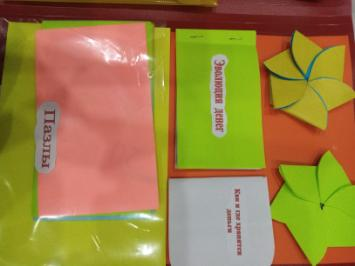 Пазлы
Эволюция денег
Как и где хранятся
деньги